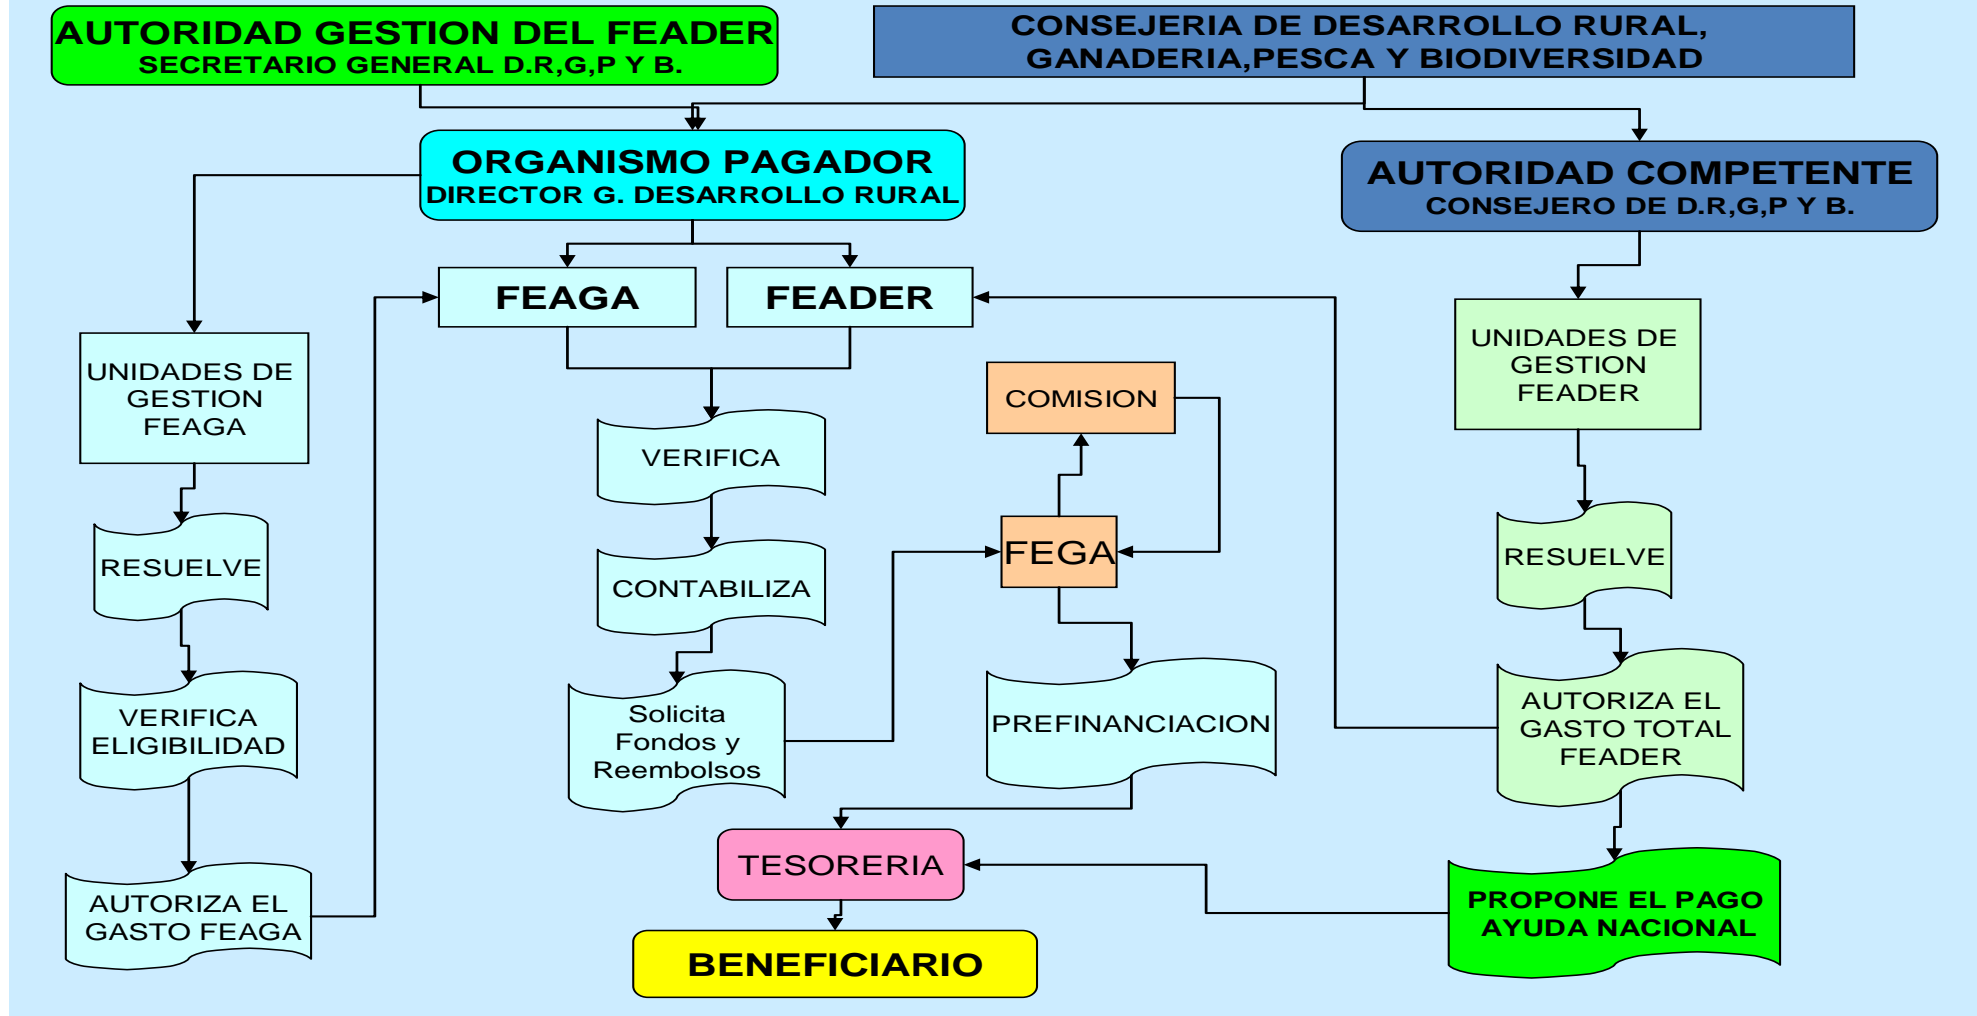 AUTORIDAD GESTION DEL FEADER
SECRETARIO GENERAL D.R,G,P Y B.
CONSEJERIA DE DESARROLLO RURAL,
GANADERIA,PESCA Y BIODIVERSIDAD
ORGANISMO PAGADOR
DIRECTOR G. DESARROLLO RURAL
AUTORIDAD COMPETENTE
CONSEJERO DE D.R,G,P Y B.
FEAGA
FEADER
UNIDADES DE
GESTION
FEAGA
RESUELVE
VERIFICA
ELIGIBILIDAD
AUTORIZA EL
GASTO FEAGA
VERIFICA
CONTABILIZA
Solicita
Fondos y
Reembolsos
COMISION
FEGA
PREFINANCIACION
TESORERIA
BENEFICIARIO
UNIDADES DE
GESTION
FEADER
RESUELVE
AUTORIZA EL
GASTO TOTAL
FEADER
PROPONE EL PAGO
AYUDA NACIONAL